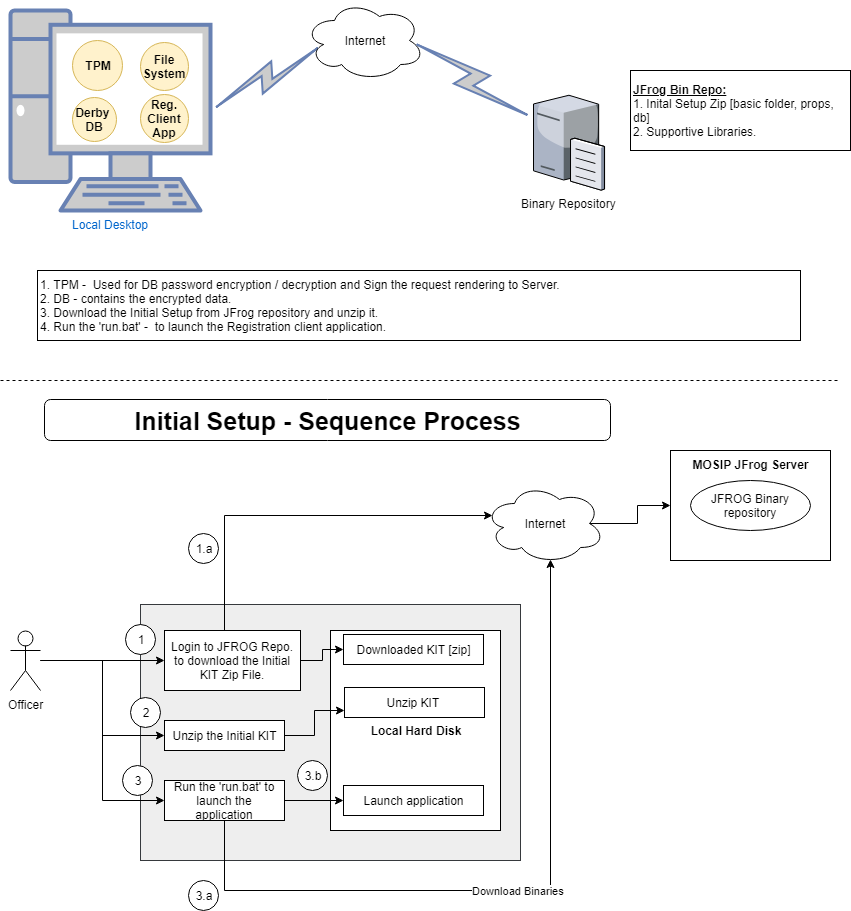 Internet
TPM
File
System
Derby
DB
Reg.
Client
App
Local Desktop
Binary Repository
JFrog Bin Repo:
1. Inital Setup Zip [basic folder, props,
db]
2. Supportive Libraries.
1. TPM - Used for DB password encryption / decryption and Sign the request rendering to Server.
2. DB - contains the encrypted data.
3. Download the Initial Setup from JFrog repository and unzip it.
4. Run the 'run.bat' - to launch the Registration client application.
Initial Setup - Sequence Process
MOSIP JFrog Server
JFROG Binary
repository
Internet
1.a
1
Login to JFROG Repo.
to download the Initial
KIT Zip File.
Downloaded KIT [zip]
Officer
2
Unzip the Initial KIT
Unzip KIT
Local Hard Disk
3
Run the 'run.bat' to
launch the
application
3.b
Launch application
3.a
Download Binaries